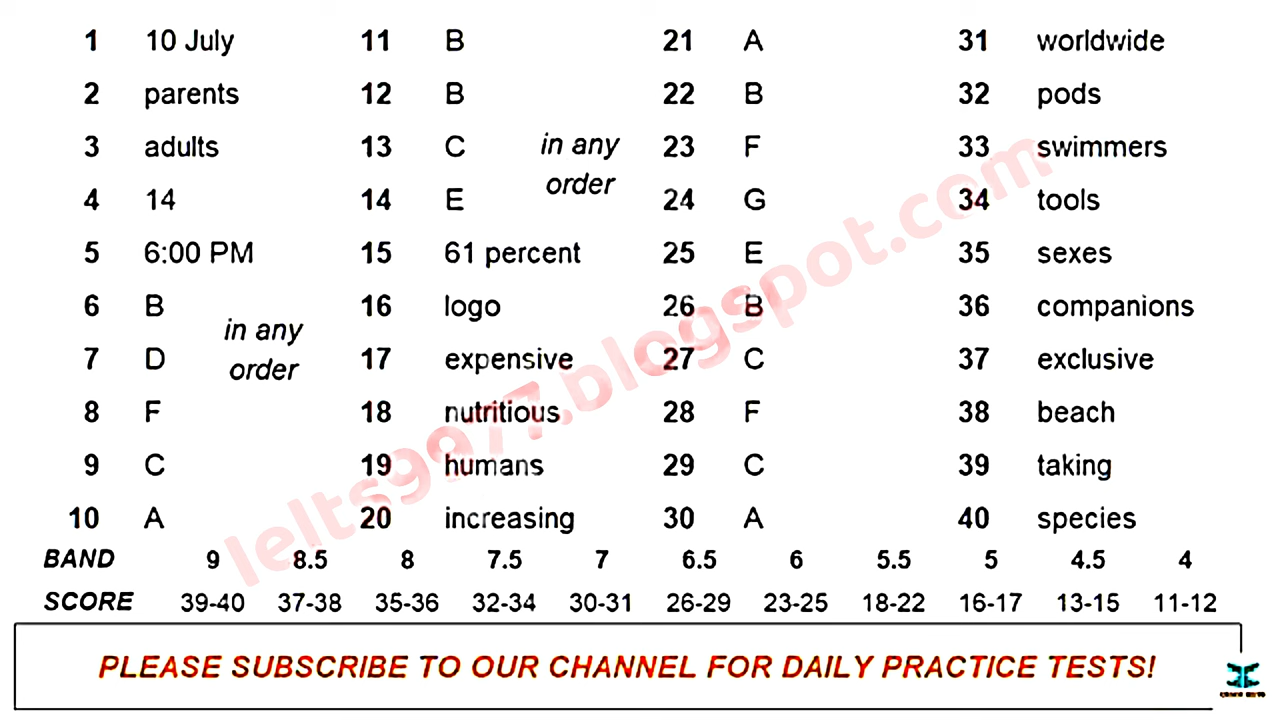 1 10 July 11 B 21 A 31 worldwide
2 parents 12 B 22 B 32 pods
3 adults 13 C in any 23 F 33 swimmers
4 14 14 E order 24 G 34 tools
5 6:00 PM 15 61 percent 25 E 35 sexes
6 B in any 16 logo 26 B 36 companions
7 D order 17 expensive 27 C 37 exclusive
8 F 18 nutritious 28 F 38 beach
9 C 19 humans 29 C 39 taking
10 A 20 increasing 30 A 40 species
BAND 9 8.5 8 7.5 7 6.5 6 5.5 5 4.5 4
SCORE 39-40 37-38 35-36 32-34 30-31 26-29 23-25 18-22 16-17 13-15 11-12
PLEASE SUBSCRIBE TO OUR CHANNEL FOR DAILY PRACTICE TESTS!
Ielts9977.blogspot.com